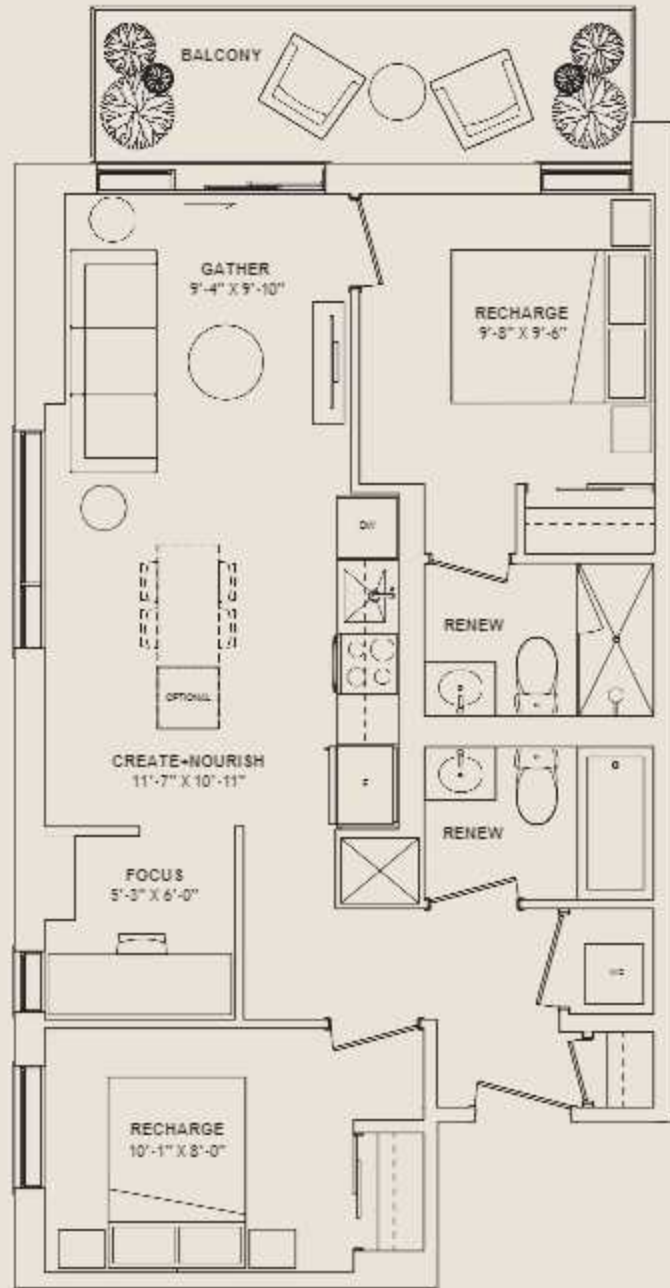 BALCONY
GATHER
9'-4" X 9'-10"
RECHARGE
9'-8" X 9'-6"
DW
RENEW
OPTIONAL
CREATE+NOURISH
11'-7" X 10'-11"
F
RENEW
FOCUS
5'-3" X 6'-0"
RECHARGE
10'-1" X 8'-0"